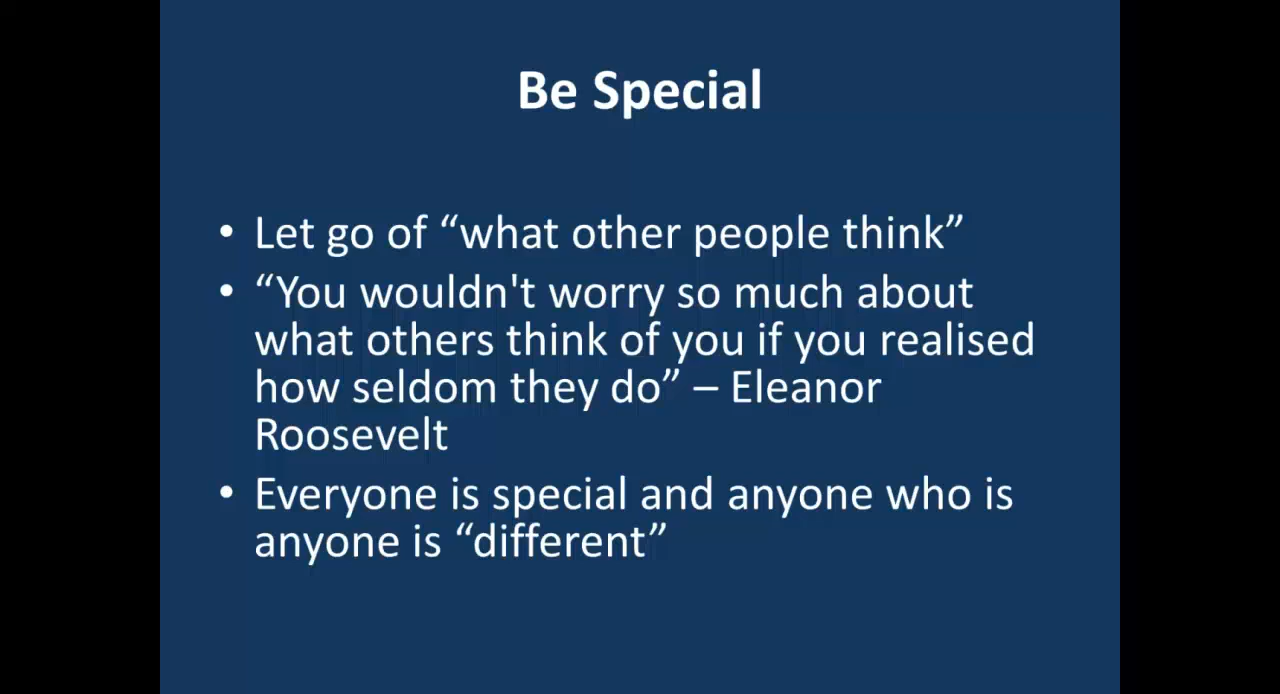 Be Special
• Let go of “what other people think”
• “You wouldn't worry so much about
what others think of you if you realised
how seldom they do” – Eleanor
Roosevelt
• Everyone is special and anyone who is
anyone is “different”